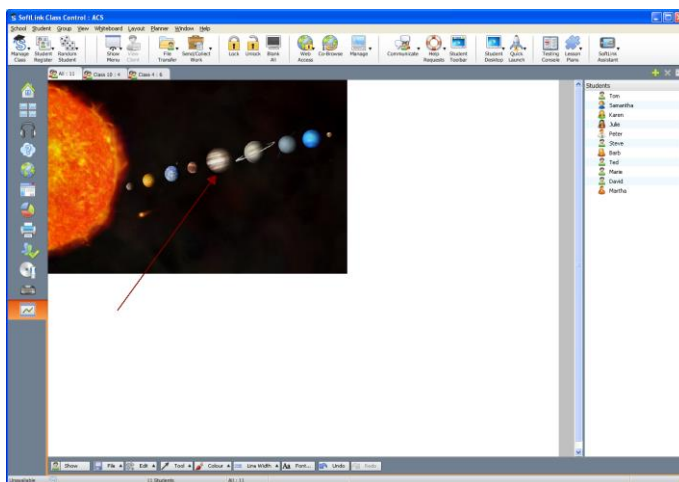 SoftLink Class Control : ACS
School Student Group View Whiteboard Layout Planner Window Help
Manage Class
Student Register
Random Student
Show Menu
View Client
File Transfer
Send/Collect Work
Lock
Unlock
Blank All
Web Access
Co-Browse
Manage
Communicate
Help Requests
Student Toolbar
Student Desktop
Quick Launch
Testing Console
Lesson Plans
SoftLink Assistant
All : 11
Class 10 : 4
Class 4 : 8
Students
Tom
Samantha
Karen
Julie
Peter
Steve
Barb
Ted
Marie
David
Martha
Show File Edit Tool Colour Line Width Font... Undo Redo
Unavailable 11 Students All : 11